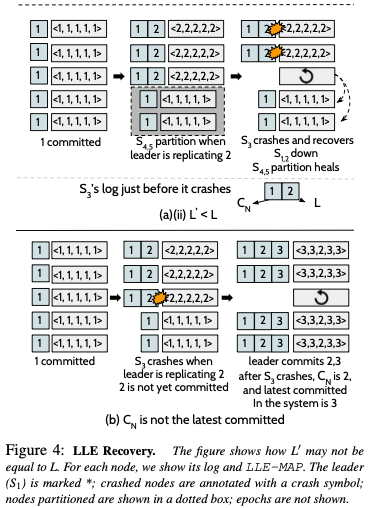 1 <1, 1, 1, 1, 1> 1 2 <2,2,2,2,2> 1 2 <2,2,2,2,2>
1 <1, 1, 1, 1, 1> 1 2 <2,2,2,2,2> 1 2 <2,2,2,2,2>
1 <1, 1, 1, 1, 1> 1 2 <2,2,2,2,2>
1 <1, 1, 1, 1, 1> 1 <1, 1, 1, 1, 1> 1 <1, 1, 1, 1, 1>
1 <1, 1, 1, 1, 1> 1 <1, 1, 1, 1, 1> 1 <1, 1, 1, 1, 1>
1 committed
S4,5 partition when
leader is replicating 2
S3 crashes and recovers
S1,2 down
S4,5 partition heals
S3's log just before it crashes
1 2
CN L
(a)(ii) L' < L
1 <1, 1, 1, 1, 1> 1 2 <2,2,2,2,2> 1 2 3 <3,3,2,3,3>
1 <1, 1, 1, 1, 1> 1 2 <2,2,2,2,2> 1 2 3 <3,3,2,3,3>
1 <1, 1, 1, 1, 1> 1 2 <2,2,2,2,2>
1 <1, 1, 1, 1, 1> 1 <1, 1, 1, 1, 1> 1 2 3 <3,3,2,3,3>
1 <1, 1, 1, 1, 1> 1 <1, 1, 1, 1, 1> 1 2 3 <3,3,2,3,3>
1 committed
S3 crashes when
leader is replicating 2
2 is not yet committed
leader commits 2,3
after S3 crashes, CN is 2,
and latest committed
In the system is 3
(b) CN is not the latest committed
Figure 4: LLE Recovery. The figure shows how L' may not be
equal to L. For each node, we show its log and LLE-MAP. The leader
(S1) is marked *; crashed nodes are annotated with a crash symbol;
nodes partitioned are shown in a dotted box; epochs are not shown.